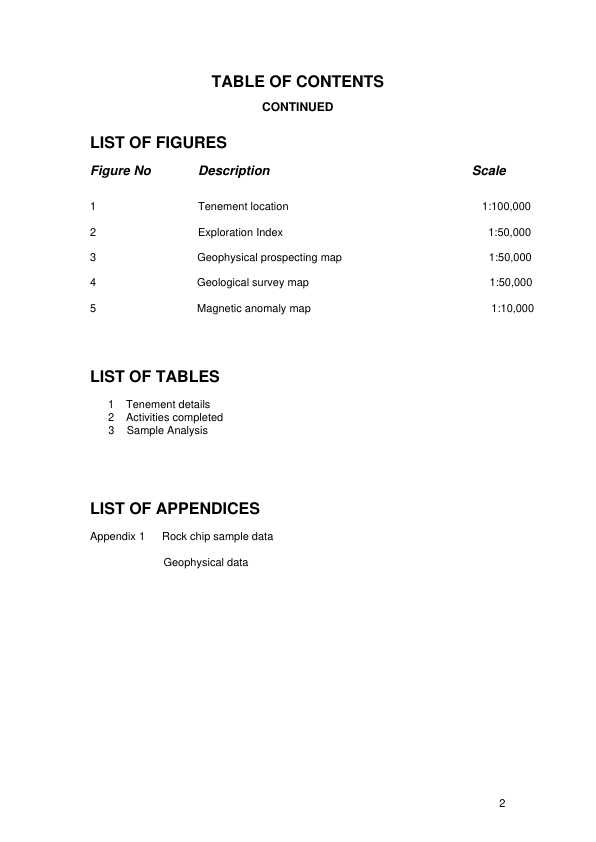 TABLE OF CONTENTS
CONTINUED
LIST OF FIGURES
Figure No Description Scale
1 Tenement location 1:100,000
2 Exploration Index 1:50,000
3 Geophysical prospecting map 1:50,000
4 Geological survey map 1:50,000
5 Magnetic anomaly map 1:10,000
LIST OF TABLES
1 Tenement details
2 Activities completed
3 Sample Analysis
LIST OF APPENDICES
Appendix 1 Rock chip sample data
Geophysical data
2